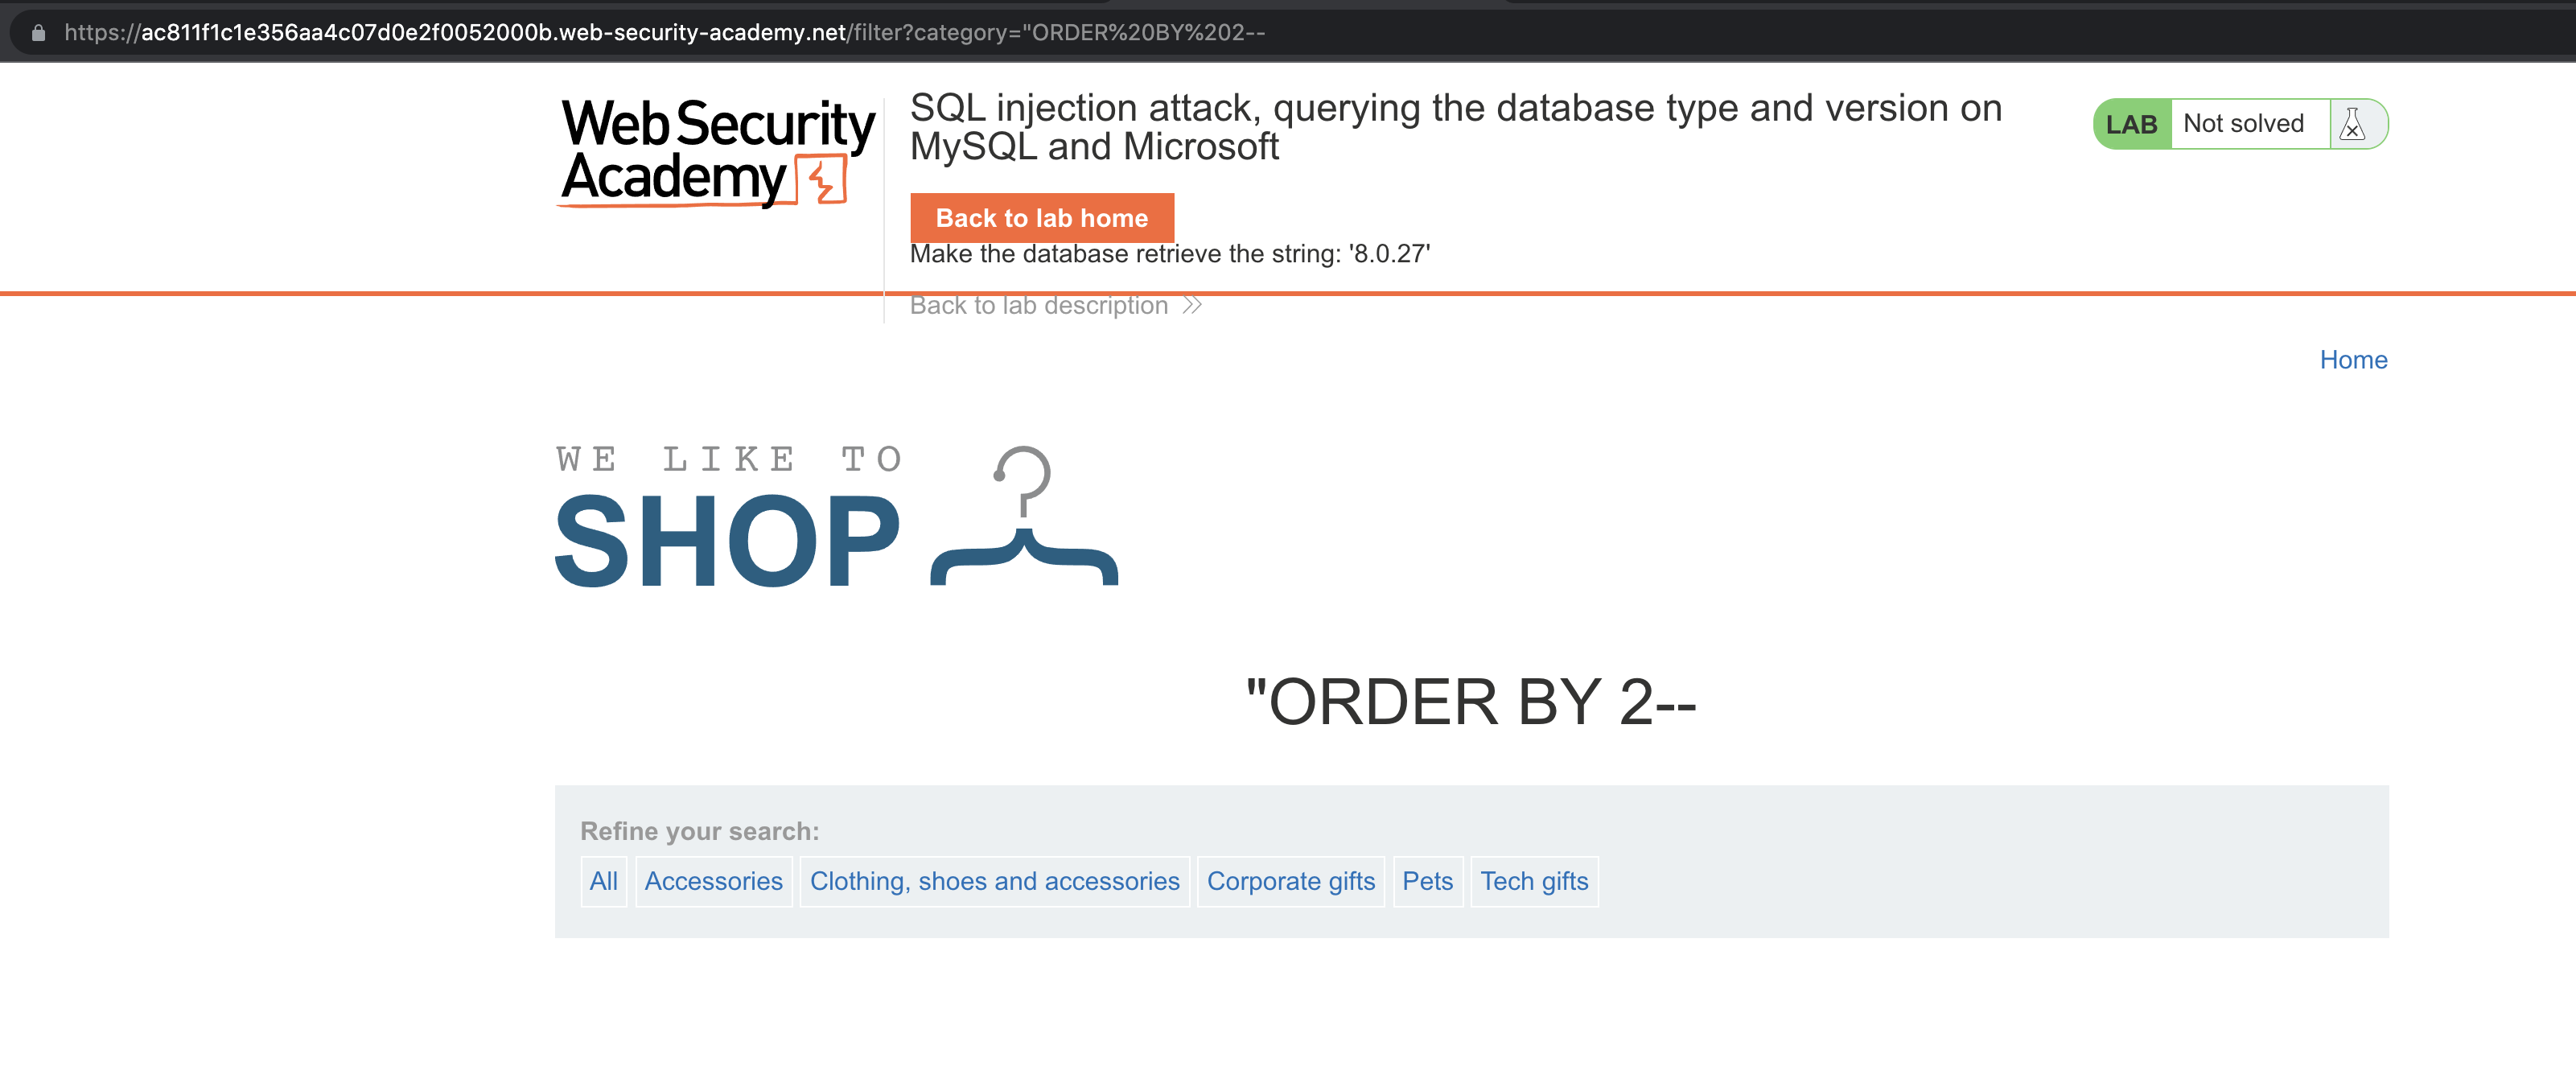 https://ac811f1c1e356aa4c07d0e2f0052000b.web-security-academy.net/filter?category="ORDER%20BY%202--
Web Security
Academy
SQL injection attack, querying the database type and version on
MySQL and Microsoft
LAB Not solved
Back to lab home
Make the database retrieve the string: '8.0.27'
Back to lab description
Home
WE LIKE TO
SHOP
"ORDER BY 2--
Refine your search:
All Accessories Clothing, shoes and accessories Corporate gifts Pets Tech gifts